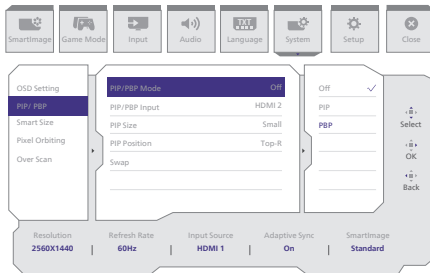 SmartImage
Game Mode
Input
Audio
TXT
Language
System
Setup
Close
OSD Setting
PIP/ PBP
Smart Size
Pixel Orbiting
Over Scan
PIP/PBP Mode Off
PIP/PBP Input HDMI 2
PIP Size Small
PIP Position Top-R
Swap
Off
PIP
PBP
Select
OK
Back
Resolution
2560X1440
Refresh Rate
60Hz
Input Source
HDMI 1
Adaptive Sync
On
SmartImage
Standard